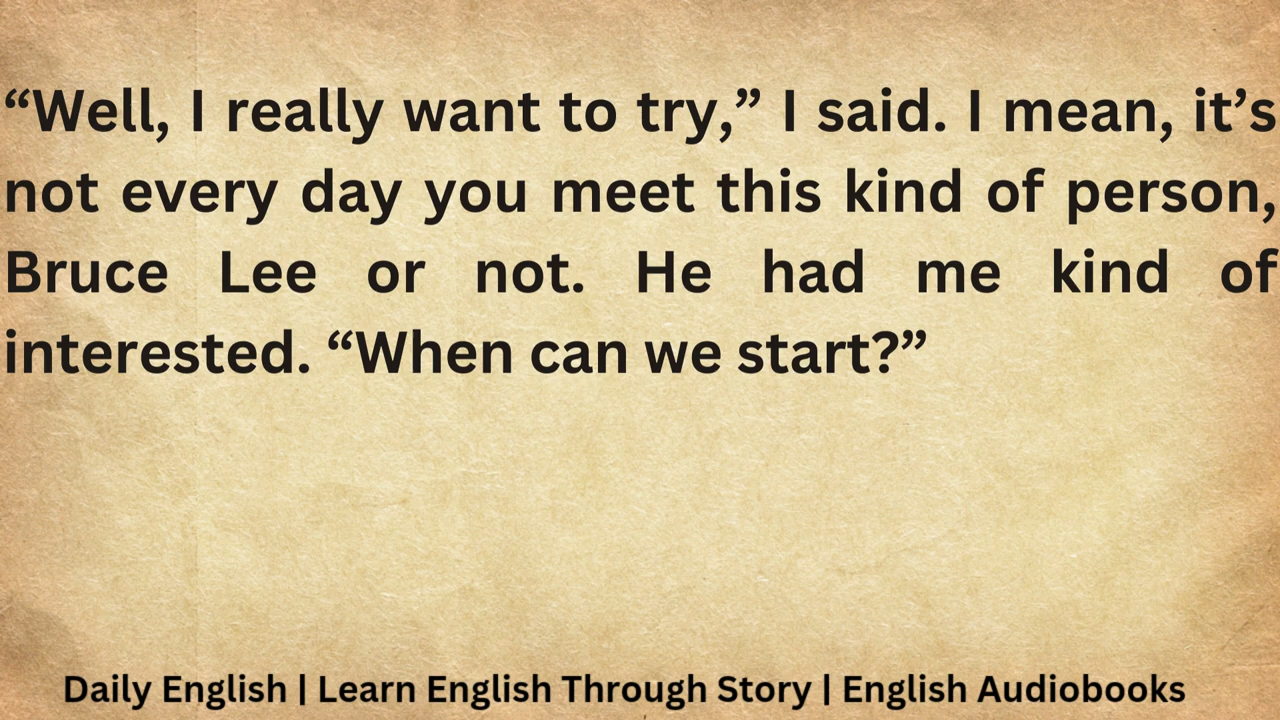 “Well, I really want to try,” I said. I mean, it’s
not every day you meet this kind of person,
Bruce Lee or not. He had me kind of
interested. “When can we start?”
Daily English | Learn English Through Story | English Audiobooks